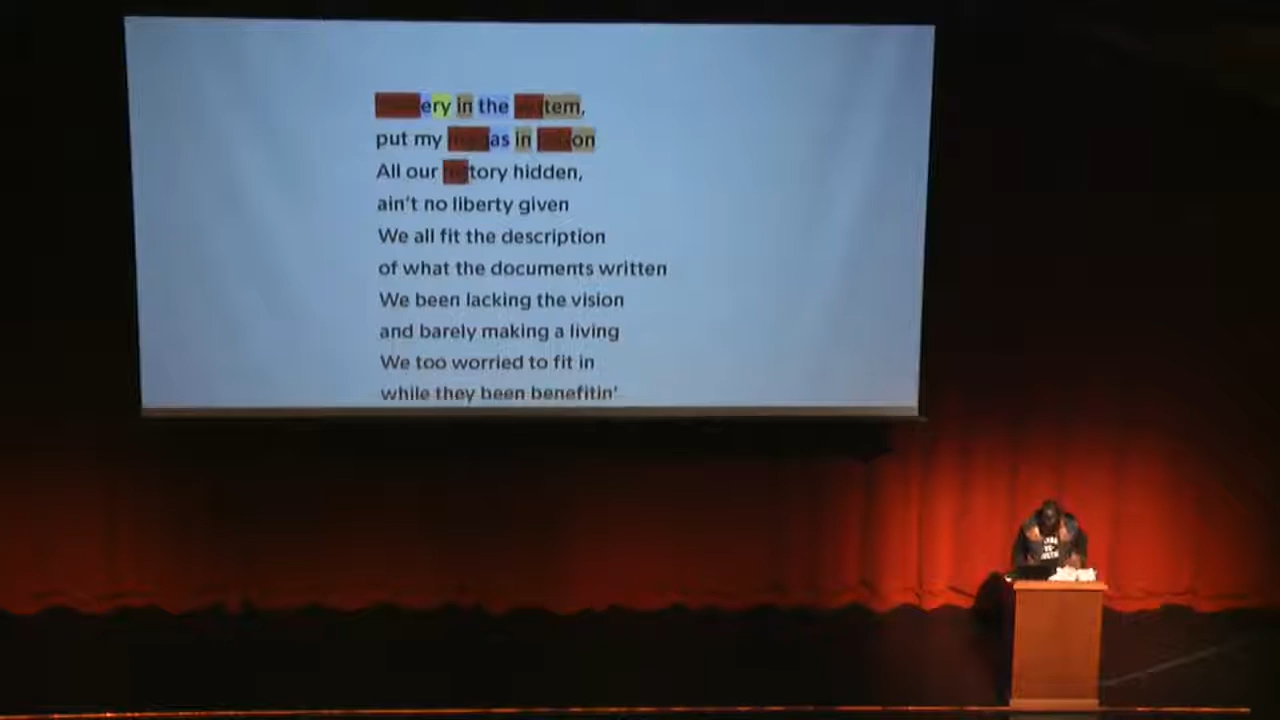 in the
put my in
All our history hidden,
ain't no liberty given
We all fit the description
of what the documents written
We been lacking the vision
and barely making a living
We too worried to fit in
while they been benefitin'